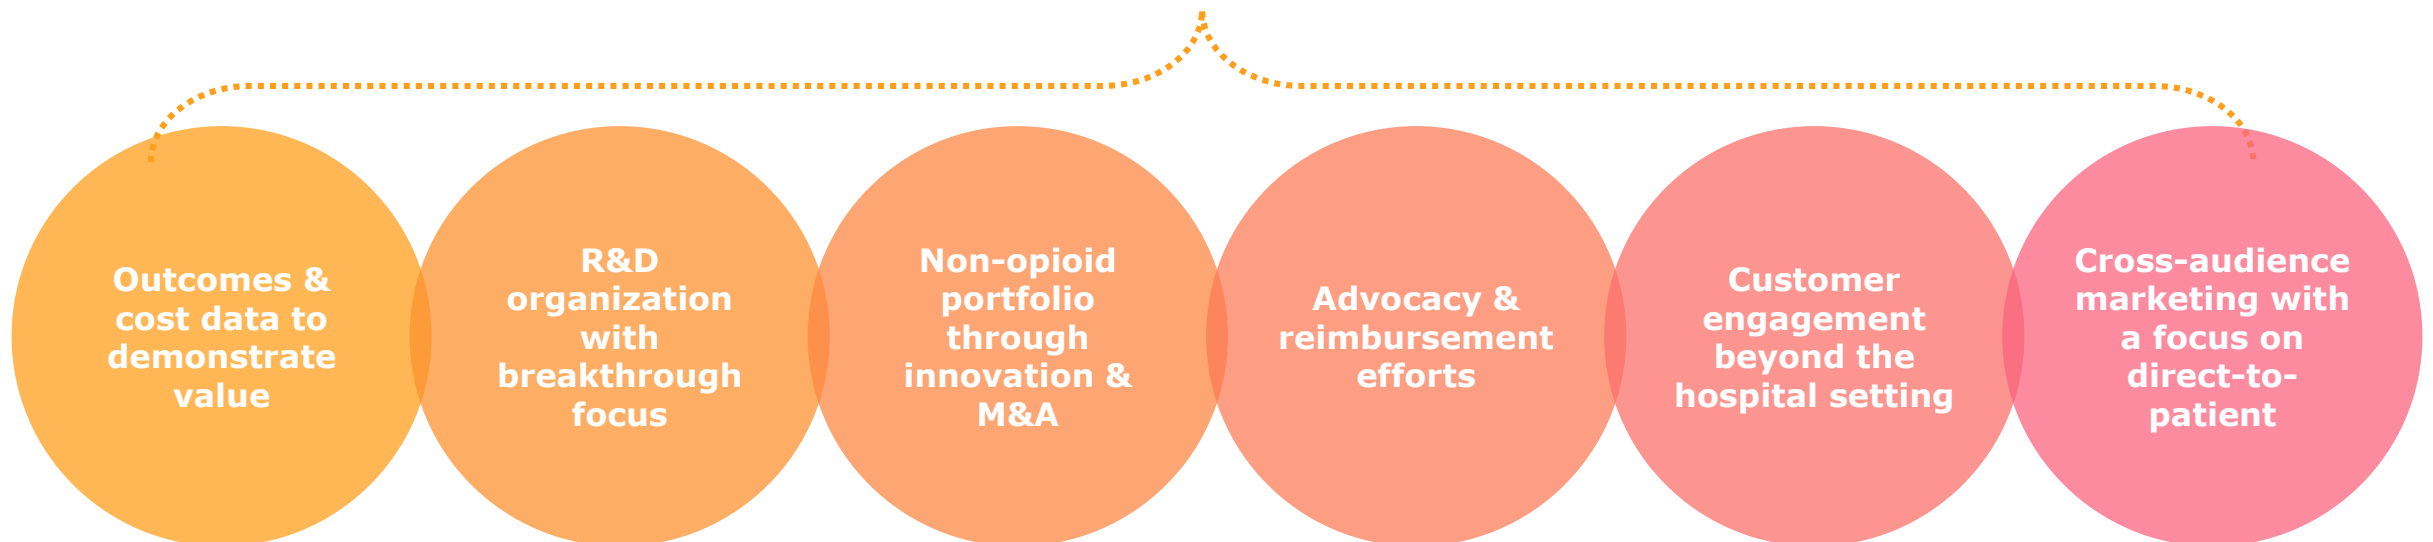 Outcomes &
cost data to
demonstrate
value
R&D
organization
with
breakthrough
focus
Non-opioid
portfolio
through
innovation &
M&A
Advocacy &
reimbursement
efforts
Customer
engagement
beyond the
hospital setting
Cross-audience
marketing with
a focus on
direct-to-
patient